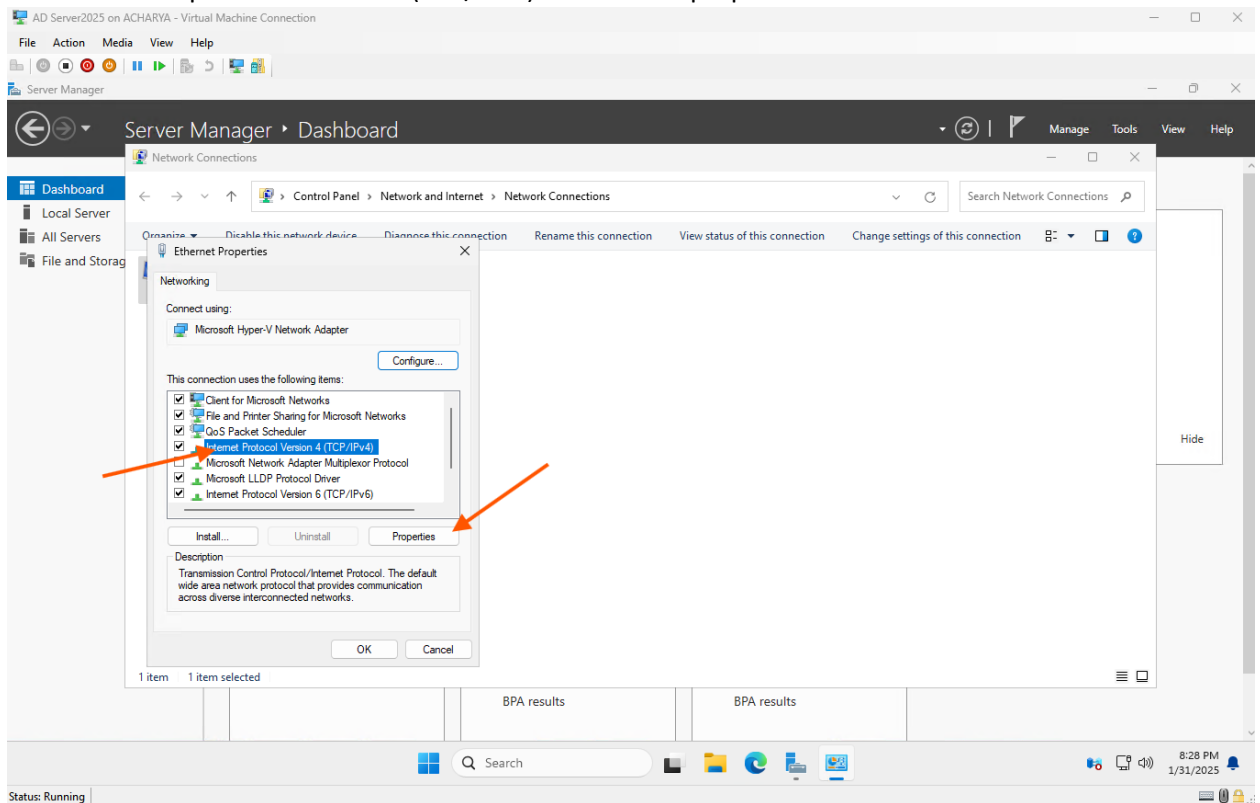 AD Server2025 on ACHARYA - Virtual Machine Connection
File Action Media View Help
Server Manager
Server Manager Dashboard
Manage Tools View Help
Network Connections
Dashboard
Local Server
All Servers
File and Storag
Control Panel > Network and Internet > Network Connections
Search Network Connections
Organize Disable this network device Diagnose this connection Rename this connection View status of this connection Change settings of this connection
Ethernet Properties
Networking
Connect using:
Microsoft Hyper-V Network Adapter
Configure...
This connection uses the following items:
Client for Microsoft Networks
File and Printer Sharing for Microsoft Networks
QoS Packet Scheduler
Internet Protocol Version 4 (TCP/IPv4)
Microsoft Network Adapter Multiplexor Protocol
Microsoft LLDP Protocol Driver
Internet Protocol Version 6 (TCP/IPv6)
Install... Uninstall Properties
Description
Transmission Control Protocol/Internet Protocol. The default
wide area network protocol that provides communication
across diverse interconnected networks.
OK Cancel
Hide
1 item 1 item selected
BPA results BPA results
Search
8:28 PM
1/31/2025
Status: Running